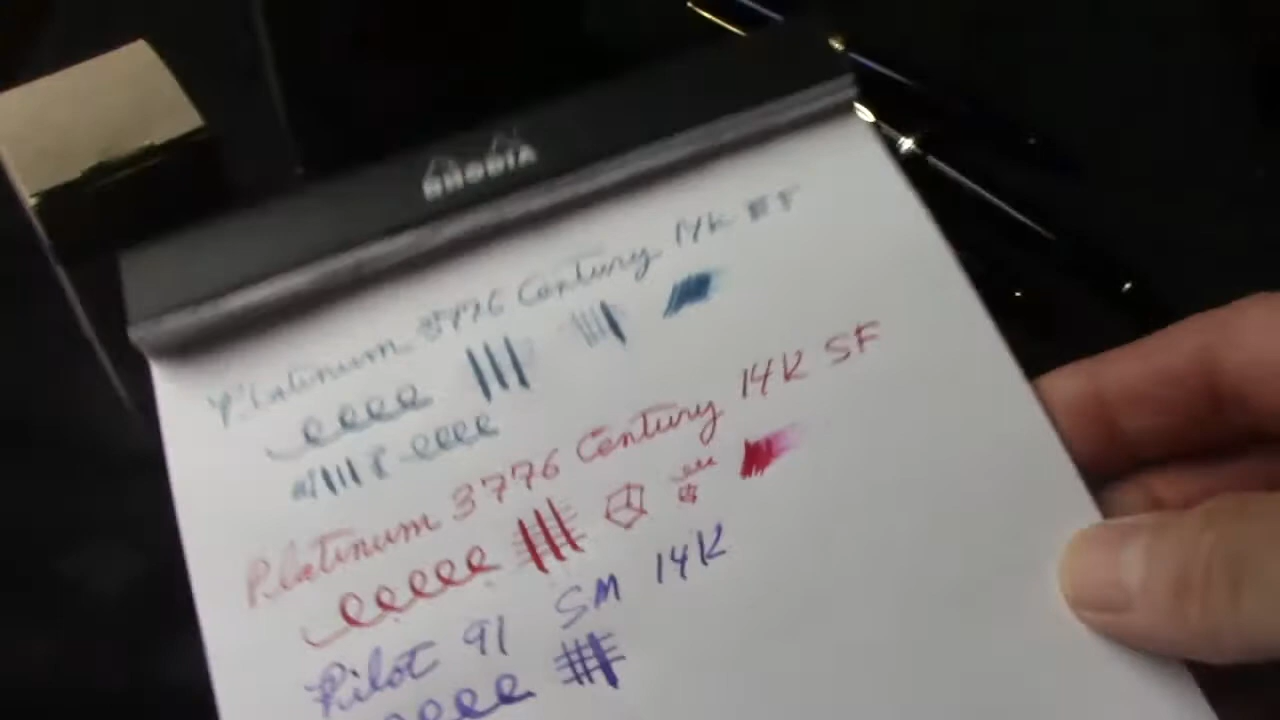 RHODIA
Platinum 3776 Century 14K EF
Platinum 3776 Century 14K SF
Pilot 91 SM 14K